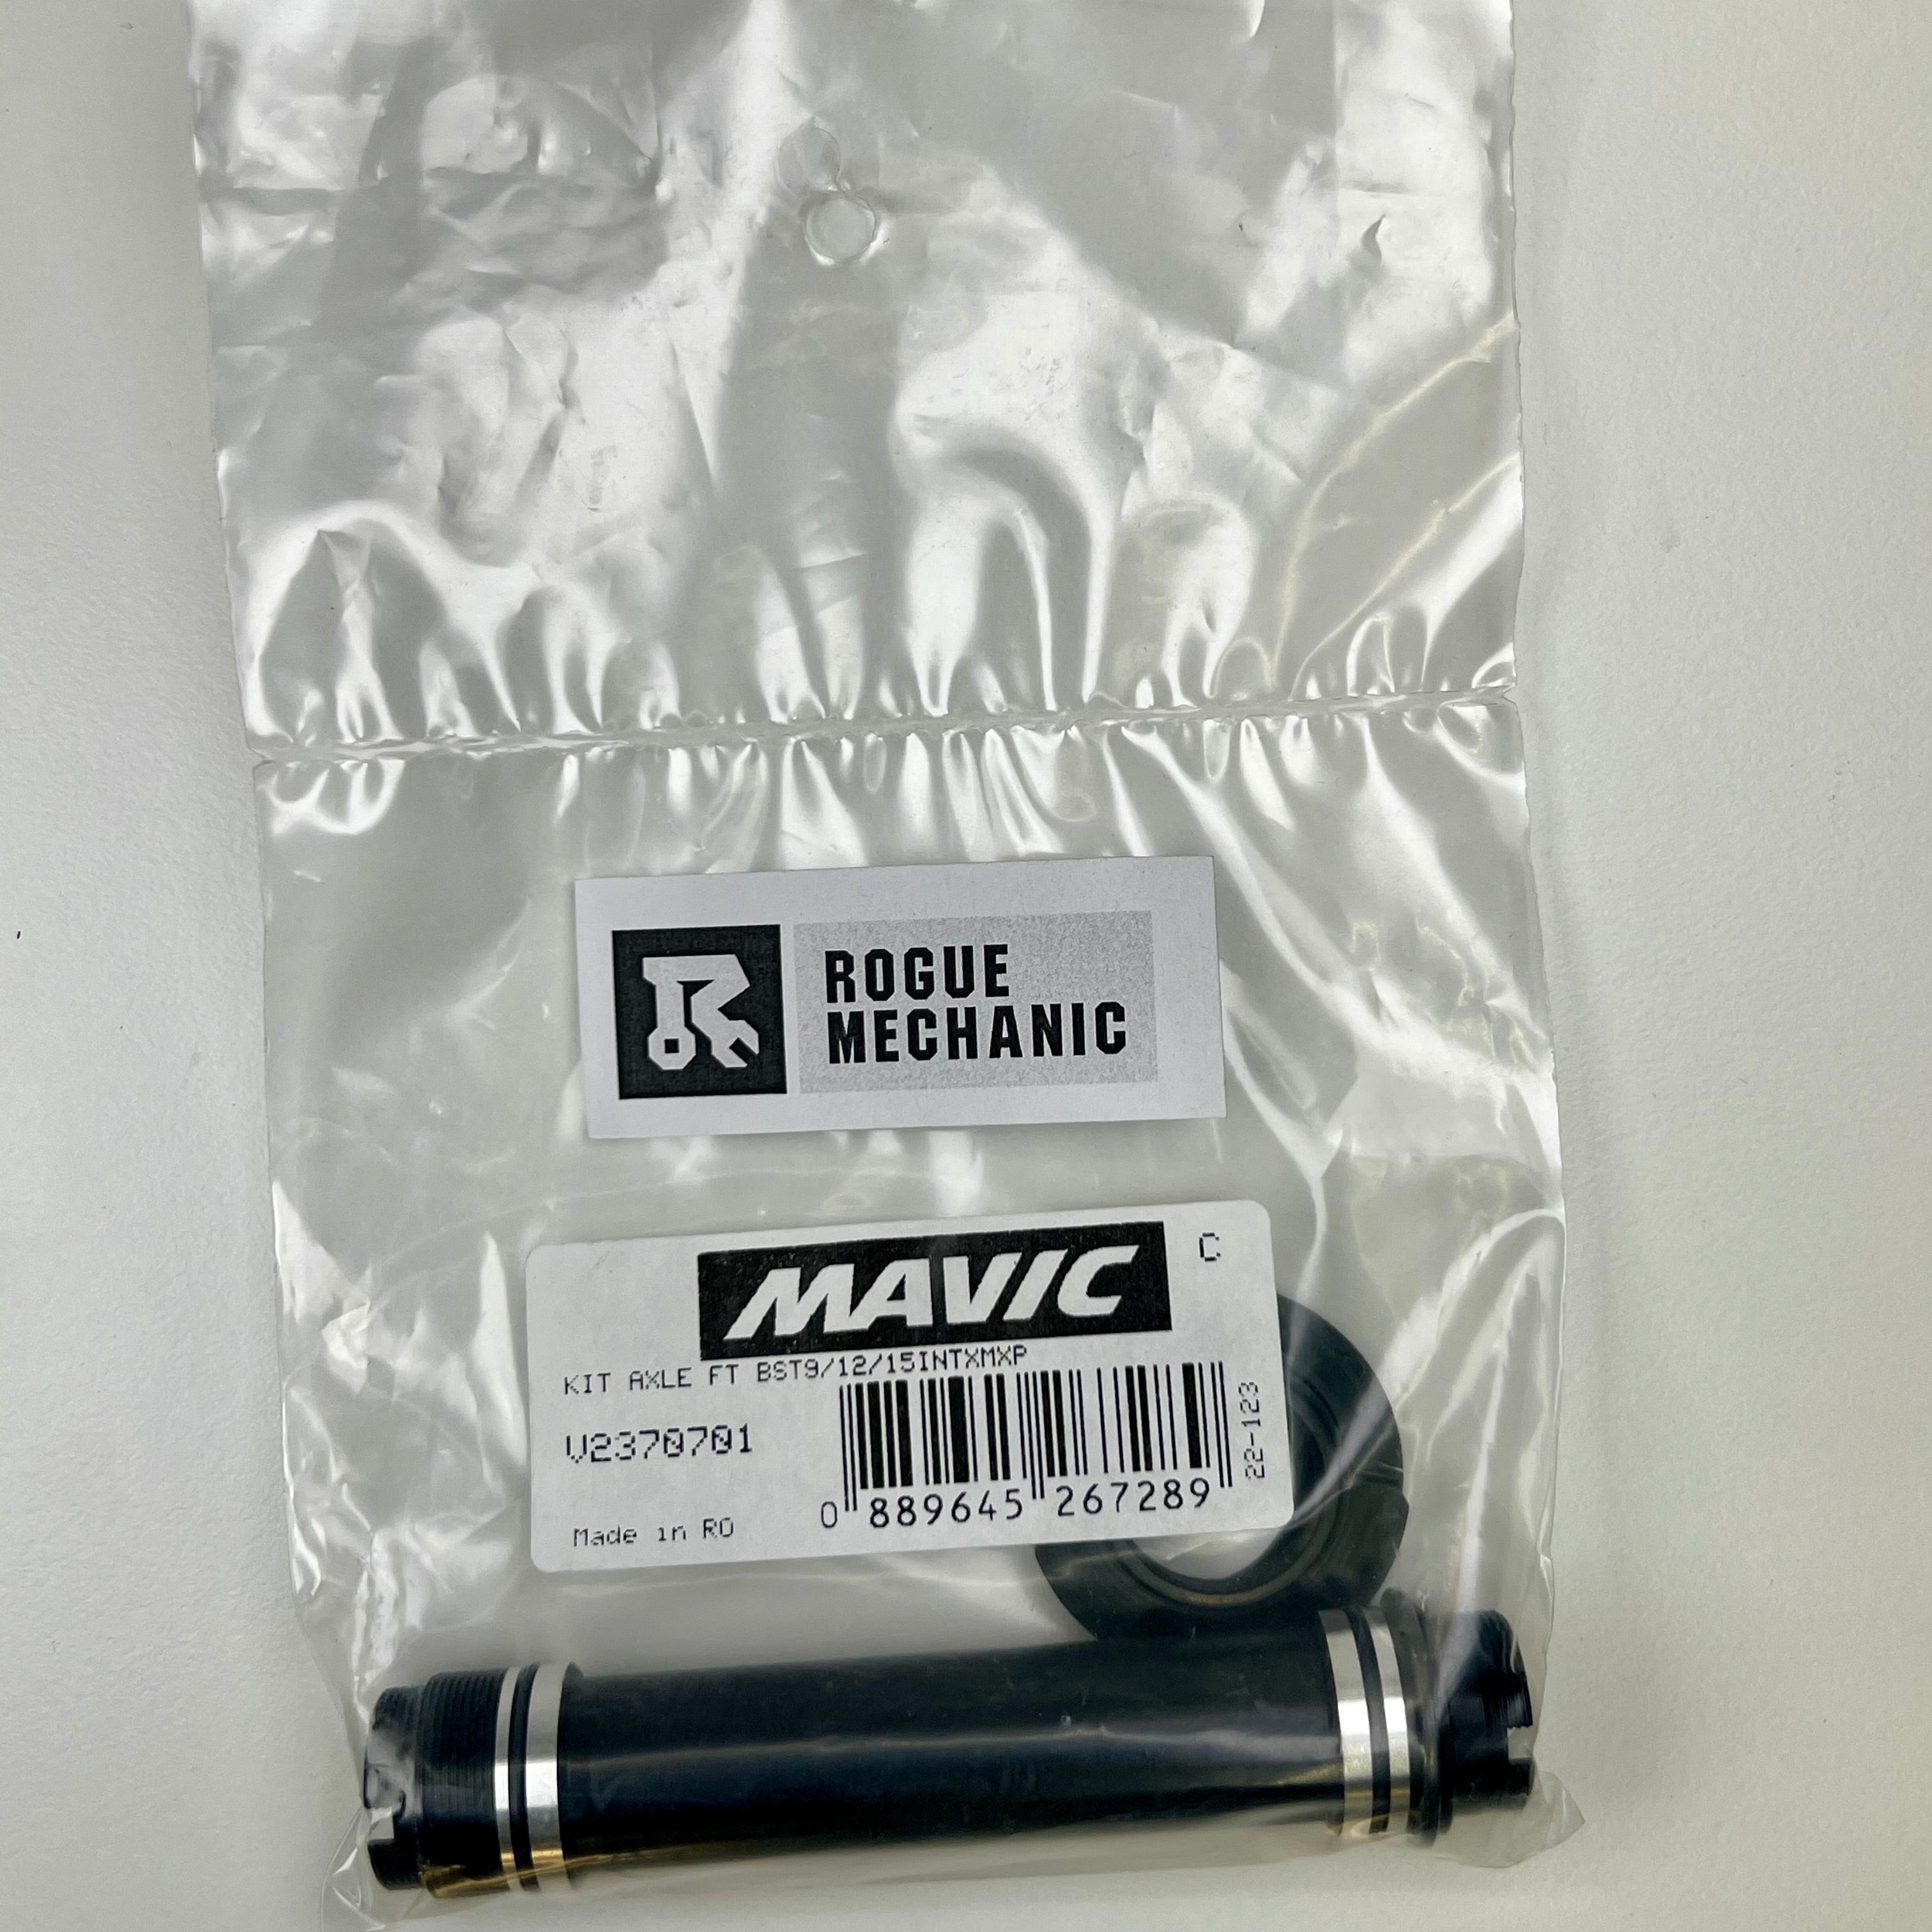 ROGUE
MECHANIC
MAVIC
C
KIT AXLE FT BST9/12/15INTXMXP
V2370701
22-123
0 889645 267289
Made in RO